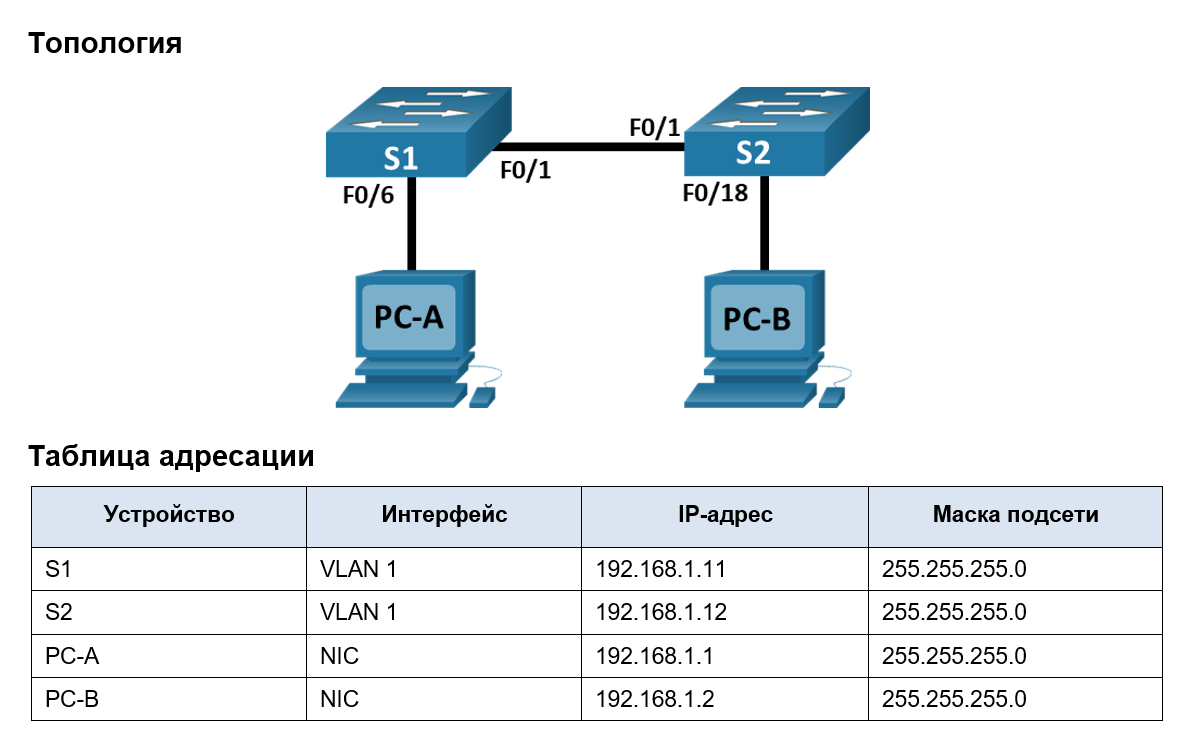 Топология
F0/1
S1
S2
F0/1
F0/6
F0/18
PC-A
PC-B
Таблица адресации
Устройство Интерфейс IP-адрес Маска подсети
S1 VLAN 1 192.168.1.11 255.255.255.0
S2 VLAN 1 192.168.1.12 255.255.255.0
PC-A NIC 192.168.1.1 255.255.255.0
PC-B NIC 192.168.1.2 255.255.255.0